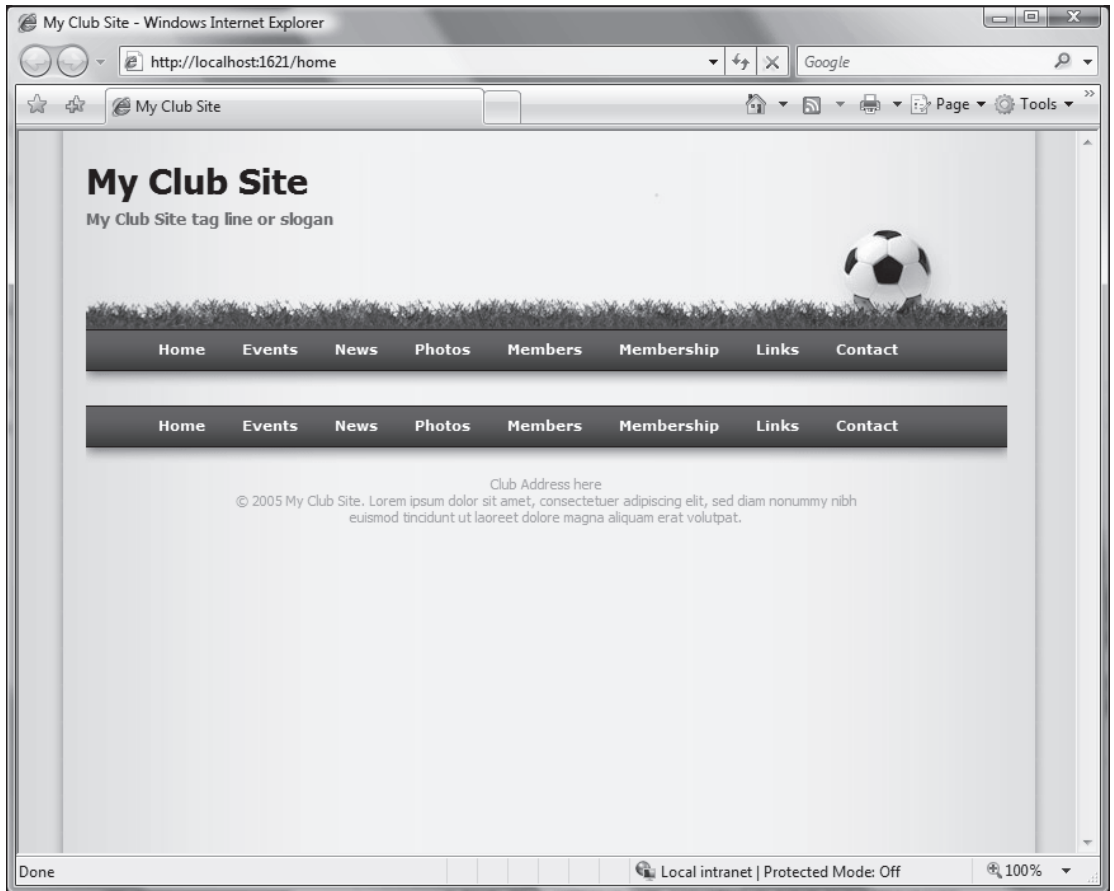 My Club Site - Windows Internet Explorer
http://localhost:1621/home
Google
My Club Site
Page Tools
My Club Site
My Club Site tag line or slogan
Home Events News Photos Members Membership Links Contact
Home Events News Photos Members Membership Links Contact
Club Address here
© 2005 My Club Site. Lorem ipsum dolor sit amet, consectetuer adipiscing elit, sed diam nonummy nibh
euismod tincidunt ut laoreet dolore magna aliquam erat volutpat.
Done
Local intranet | Protected Mode: Off
100%